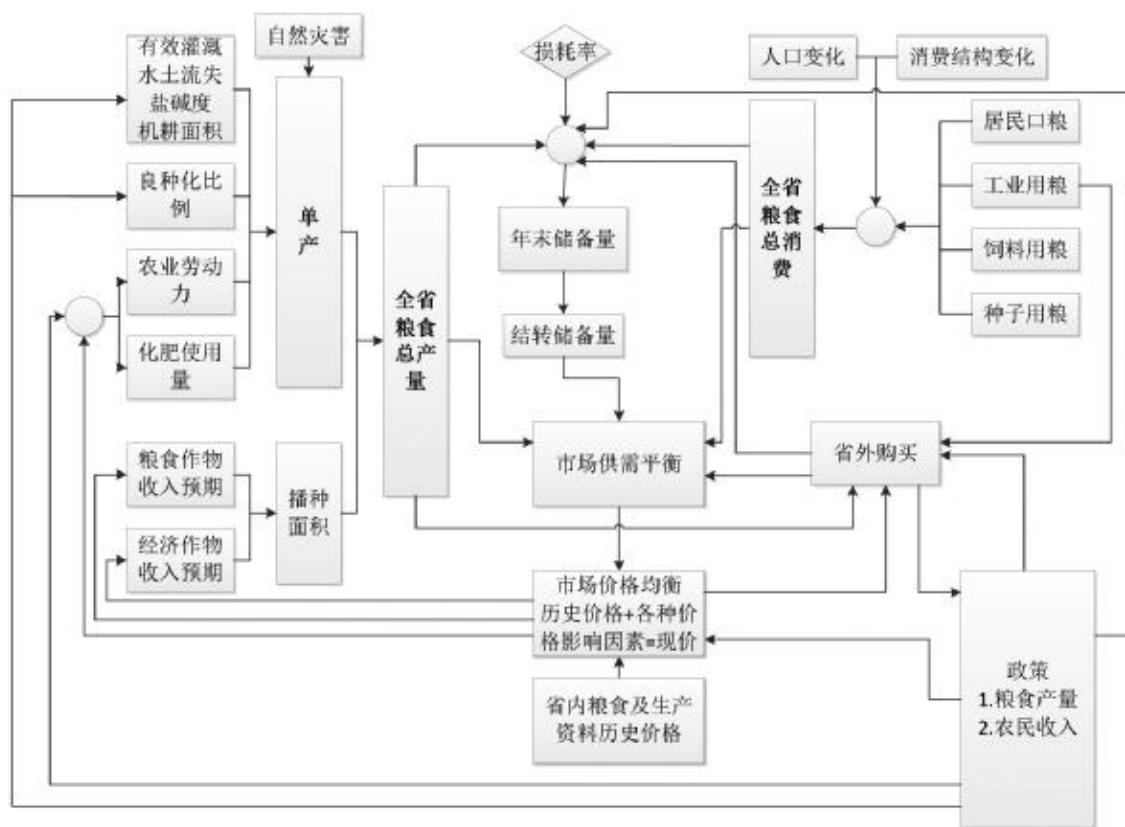 自然灾害
有效灌溉
水土流失
盐碱度
机耕面积
良种化比
例
农业劳动
力
化肥使用
量
单
产
粮食作物
收入预期
经济作物
收入预期
播种
面积
全省
粮食
总产
量
损耗率
年末储备量
结转储备量
市场供需平衡
市场价格均衡
历史价格+各种价
格影响因素=现价
省内粮食及生产
资料历史价格
人口变化
消费结构变化
全省
粮食
总消
费
居民口粮
工业用粮
饲料用粮
种子用粮
省外购买
政策
1.粮食产量
2.农民收入